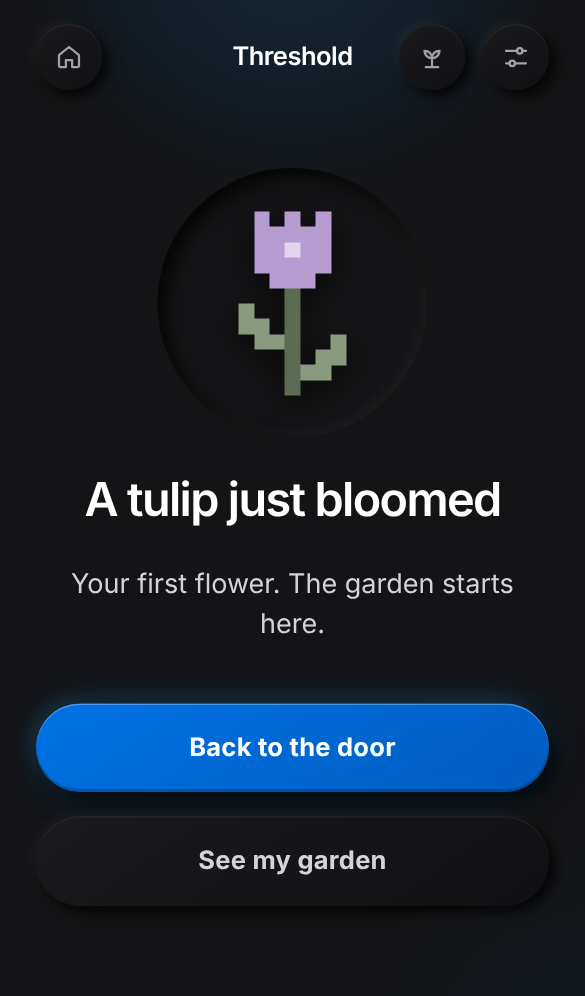 Threshold
A tulip just bloomed
Your first flower. The garden starts
here.
Back to the door
See my garden